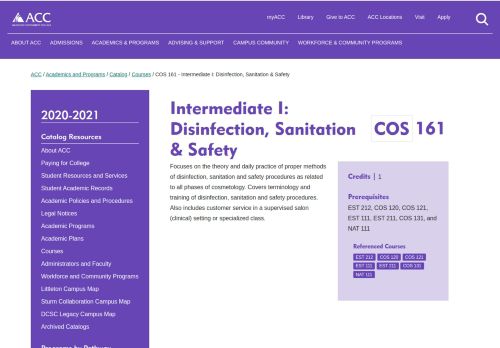 ACC
myACC Library Give to ACC ACC Locations Visit Apply
ABOUT ACC ADMISSIONS ACADEMICS & PROGRAMS ADVISING & SUPPORT CAMPUS COMMUNITY WORKFORCE & COMMUNITY PROGRAMS
ACC / Academics and Programs / Catalog / Courses / COS 161 - Intermediate I: Disinfection, Sanitation & Safety
2020-2021
Catalog Resources
About ACC
Paying for College
Student Resources and Services
Student Academic Records
Academic Policies and Procedures
Legal Notices
Academic Programs
Academic Plans
Courses
Administrators and Faculty
Workforce and Community Programs
Littleton Campus Map
Sturm Collaboration Campus Map
DCSC Legacy Campus Map
Archived Catalogs
Intermediate I:
Disinfection, Sanitation
& Safety
COS 161
Focuses on the theory and daily practice of proper methods
of disinfection, sanitation and safety procedures as related
to all phases of cosmetology. Covers terminology and
training of disinfection, sanitation and safety procedures.
Also includes customer service in a supervised salon
(clinical) setting or specialized class.
Credits | 1
Prerequisites
EST 212, COS 120, COS 121,
EST 111, EST 211, COS 131, and
NAT 111
Referenced Courses
EST 212 COS 120 COS 121
EST 111 EST 211 COS 131
NAT 111